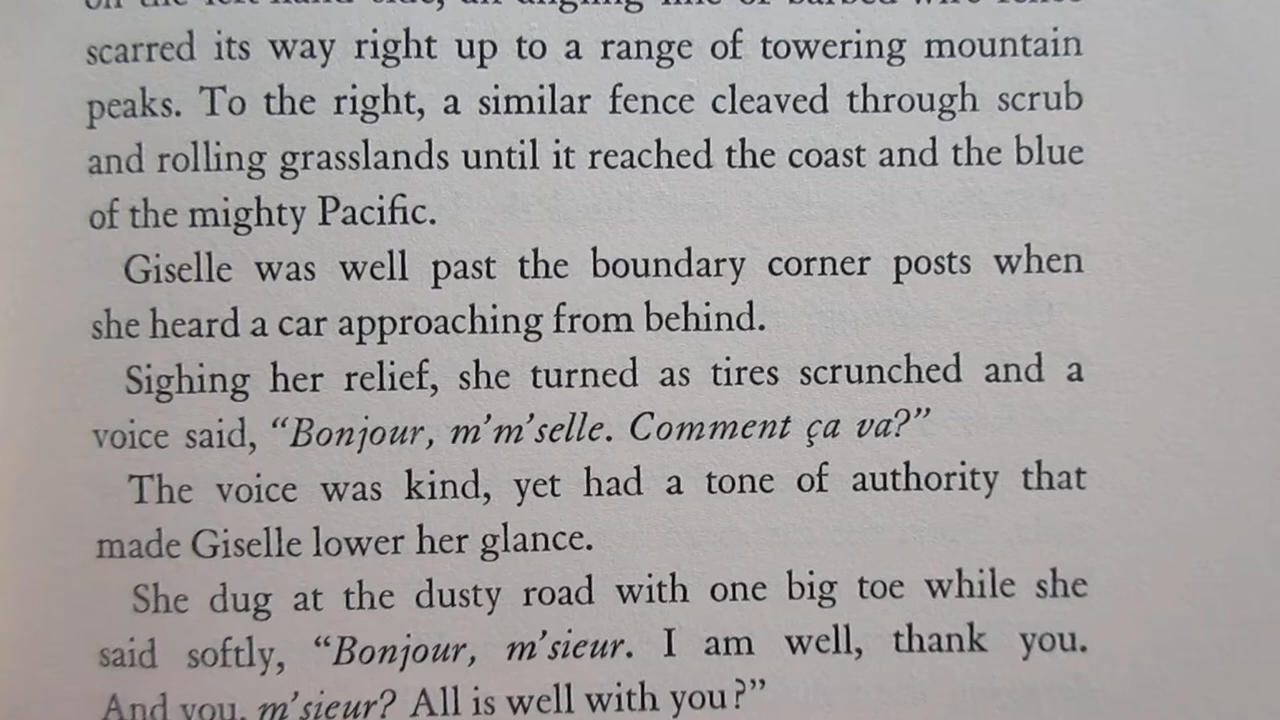 scarred its way right up to a range of towering mountain
peaks. To the right, a similar fence cleaved through scrub
and rolling grasslands until it reached the coast and the blue
of the mighty Pacific.
Giselle was well past the boundary corner posts when
she heard a car approaching from behind.
Sighing her relief, she turned as tires scrunched and a
voice said, “Bonjour, m’m’selle. Comment ça va?”
The voice was kind, yet had a tone of authority that
made Giselle lower her glance.
She dug at the dusty road with one big toe while she
said softly, “Bonjour, m’sieur. I am well, thank you.
And you, m’sieur? All is well with you?”